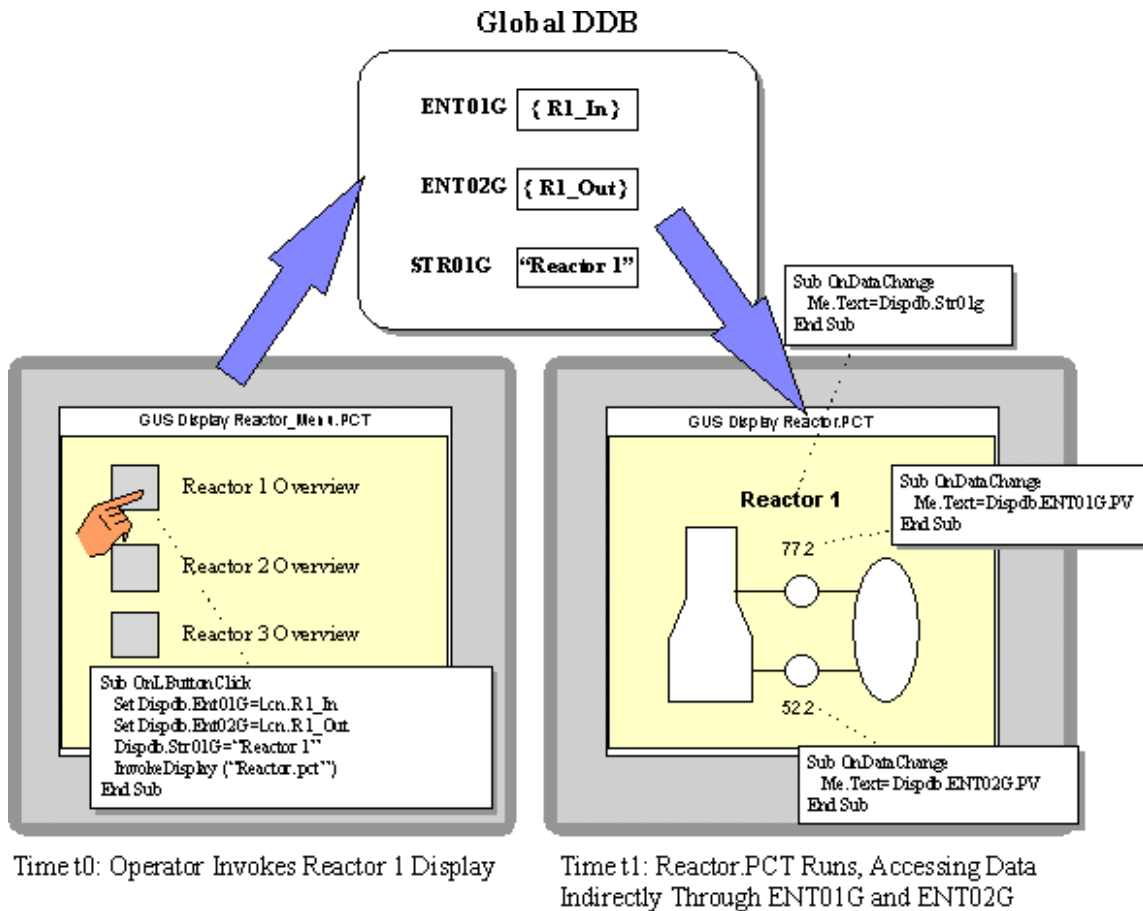 Global DDB
ENT01G { R1_In }
ENT02G { R1_Out }
STR01G “Reactor 1”
GUS Display Reactor_Menu.PCT
Reactor 1 Overview
Reactor 2 Overview
Reactor 3 Overview
Sub OnLButtonClick
Set Dispdb.Ent01G=Lcn.R1_In
Set Dispdb.Ent02G=Lcn.R1_Out
Dispdb.Str01G=“Reactor 1”
InvokeDisplay (“Reactor.pct”)
End Sub
Time t0: Operator Invokes Reactor 1 Display
Sub OnDataChange
Me.Text=Dispdb.Str01g
End Sub
GUS Display Reactor.PCT
Reactor 1
Sub OnDataChange
Me.Text=Dispdb.ENT01G.PV
End Sub
77.2
52.2
Sub OnDataChange
Me.Text=Dispdb.ENT02G.PV
End Sub
Time t1: Reactor.PCT Runs, Accessing Data
Indirectly Through ENT01G and ENT02G